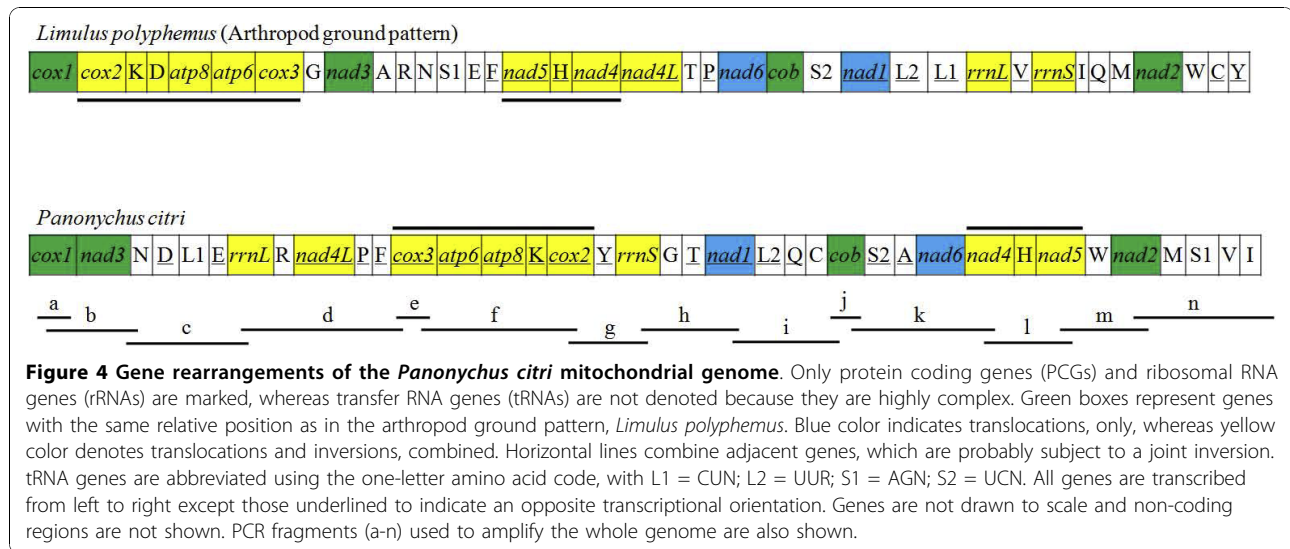 Limulus polyphemus (Arthropod ground pattern)
cox1 cox2 K D atp8 atp6 cox3 G nad3 A R N S1 E F nad5 H nad4 nad4L T P nad6 cob S2 nad1 L2 L1 rrnL V rrnS I Q M nad2 W C Y
Panonychus citri
cox1 nad3 N D L1 E rrnL R nad4L P F cox3 atp6 atp8 K cox2 Y rrnS G T nad1 L2 Q C cob S2 A nad6 nad4 H nad5 W nad2 M S1 V I
a b c d e f g h i j k l m n
Figure 4 Gene rearrangements of the Panonychus citri mitochondrial genome. Only protein coding genes (PCGs) and ribosomal RNA
genes (rRNAs) are marked, whereas transfer RNA genes (tRNAs) are not denoted because they are highly complex. Green boxes represent genes
with the same relative position as in the arthropod ground pattern, Limulus polyphemus. Blue color indicates translocations, only, whereas yellow
color denotes translocations and inversions, combined. Horizontal lines combine adjacent genes, which are probably subject to a joint inversion.
tRNA genes are abbreviated using the one-letter amino acid code, with L1 = CUN; L2 = UUR; S1 = AGN; S2 = UCN. All genes are transcribed
from left to right except those underlined to indicate an opposite transcriptional orientation. Genes are not drawn to scale and non-coding
regions are not shown. PCR fragments (a-n) used to amplify the whole genome are also shown.